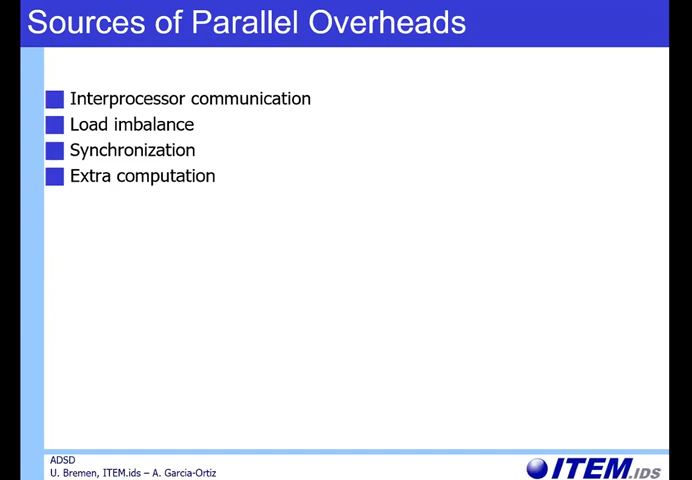 Sources of Parallel Overheads
Interprocessor communication
Load imbalance
Synchronization
Extra computation
ADSD
U. Bremen, ITEM.ids – A. Garcia-Ortiz
ITEM.IDS